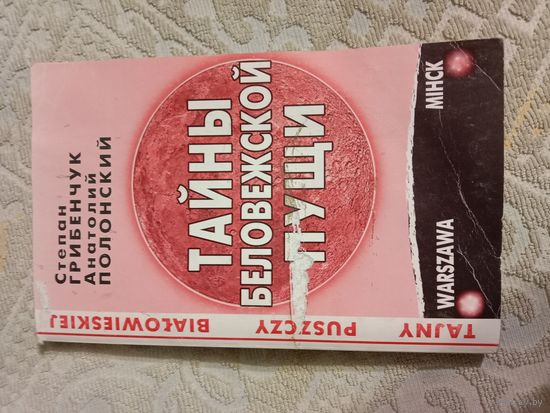 Степан
ГРИБЕНЧУК
Анатолий
ПОЛОНСКИЙ
ТАЙНЫ
БЕЛОВЕЖСКОЙ
ПУЩИ
WARSZAWA
МІНСК
TAJNY PUSZCZY BIAŁOWIESKIEJ